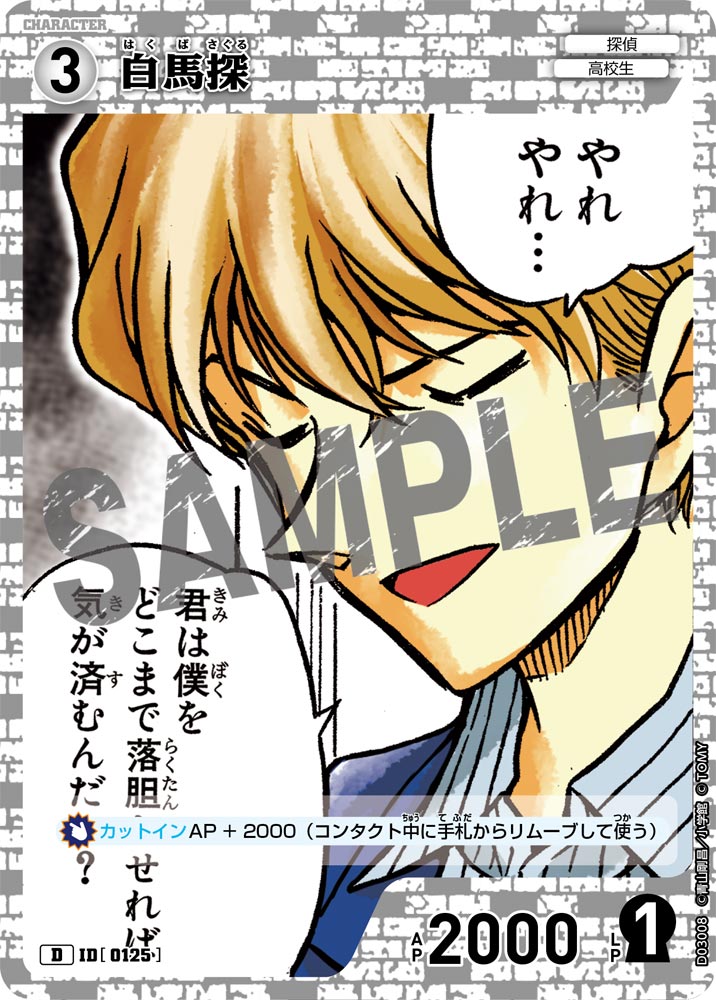 CHARACTER
3
はくばさぐる
白馬探
探偵
高校生
やれ
やれ…
SAMPLE
君は僕を
きみ ぼく
どこまで落胆 せれば
らくたん
気が済むんだ ?
き す
カットイン AP + 2000（コンタクト中に手札からリムーブして使う）
ちゅう てふだ つか
D ID[ 0125 ]
AP 2000
LP 1
D03008 ©青山剛昌／小学館 ©TOMY